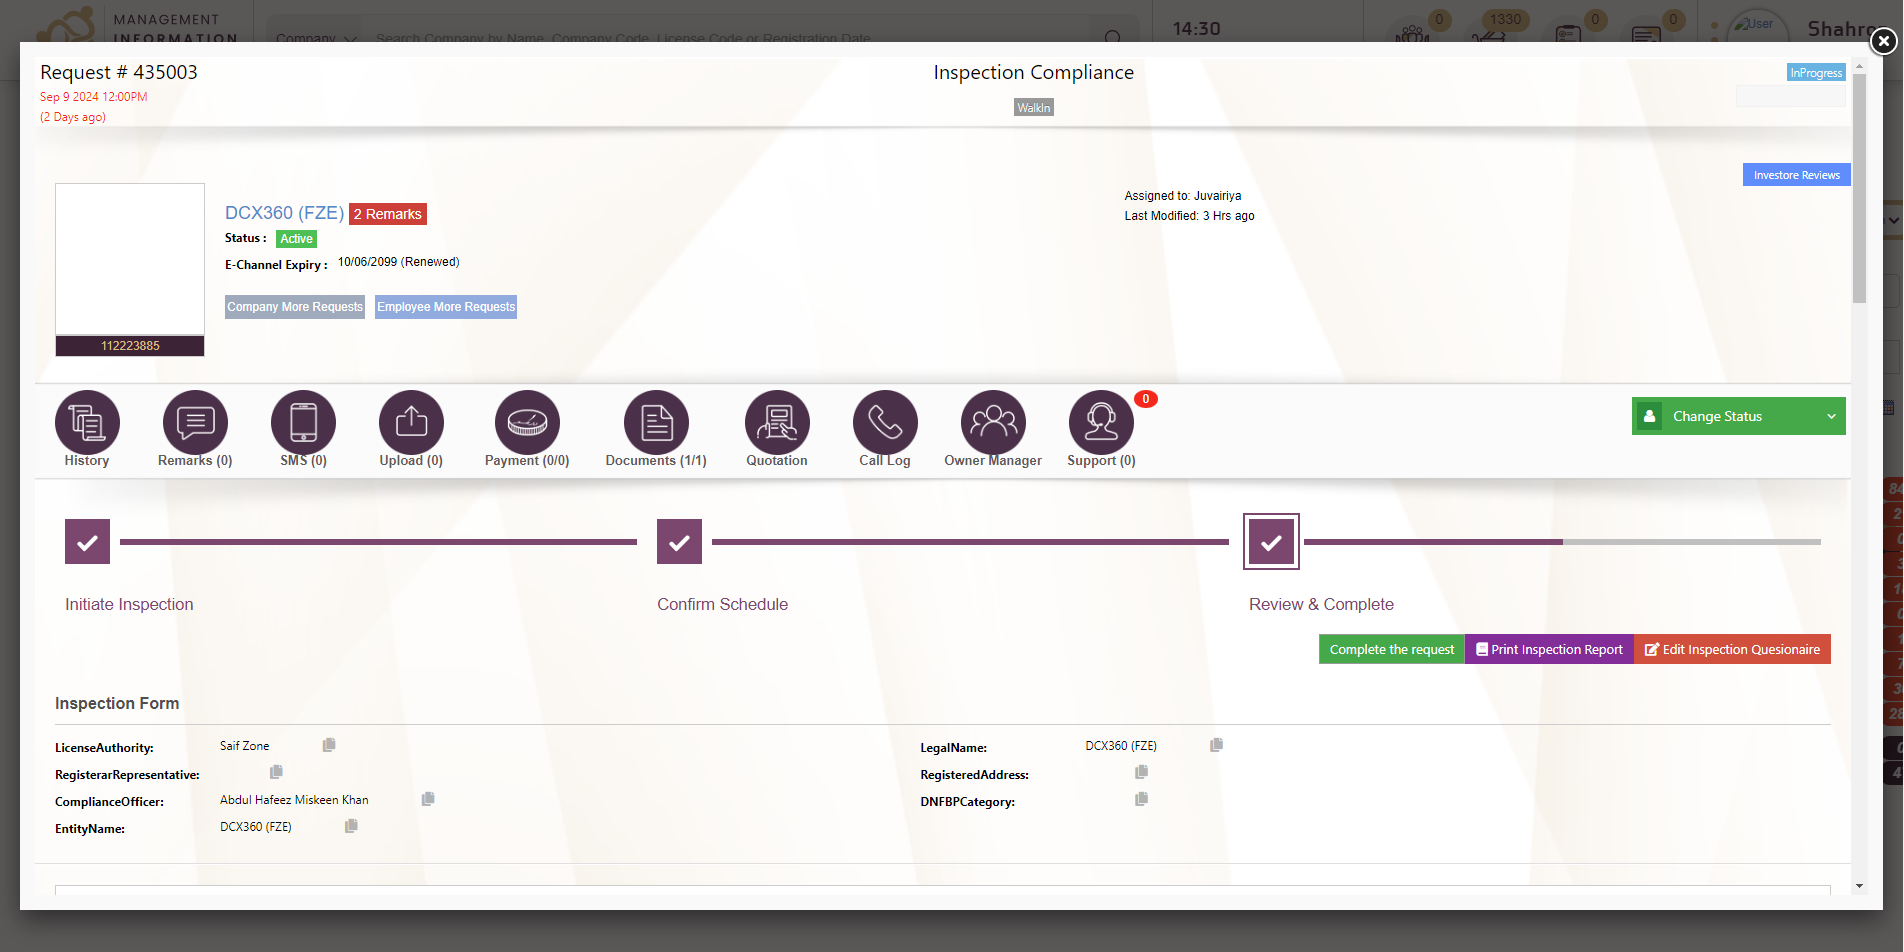 MANAGEMENT
INFORMATION
Company
Search Company by Name, Company Code, License Code or Registration Date
14:30
0
1330
0
0
User
Request # 435003
Inspection Compliance
InProgress
Sep 9 2024 12:00PM
WalkIn
(2 Days ago)
Investore Reviews
DCX360 (FZE) 2 Remarks
Assigned to: Juvairiya
Status : Active
Last Modified: 3 Hrs ago
E-Channel Expiry : 10/06/2099 (Renewed)
Company More Requests Employee More Requests
112223885
0
Change Status
History
Remarks (0)
SMS (0)
Upload (0)
Payment (0/0)
Documents (1/1)
Quotation
Call Log
Owner Manager
Support (0)
Initiate Inspection
Confirm Schedule
Review & Complete
Complete the request
Print Inspection Report
Edit Inspection Quesionaire
Inspection Form
LicenseAuthority: Saif Zone
LegalName: DCX360 (FZE)
RegisterarRepresentative:
RegisteredAddress:
ComplianceOfficer: Abdul Hafeez Miskeen Khan
DNFBPCategory:
EntityName: DCX360 (FZE)